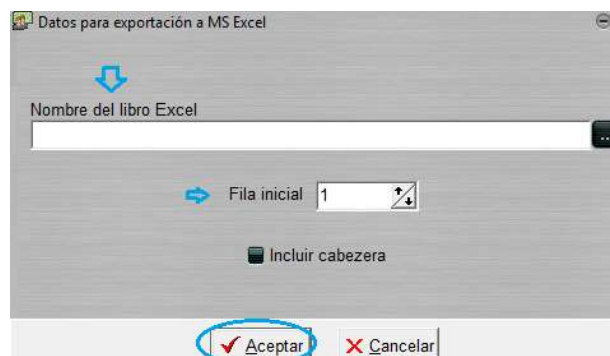 Datos para exportación a MS Excel
Nombre del libro Excel
...
Fila inicial 1
Incluir cabezera
Aceptar Cancelar